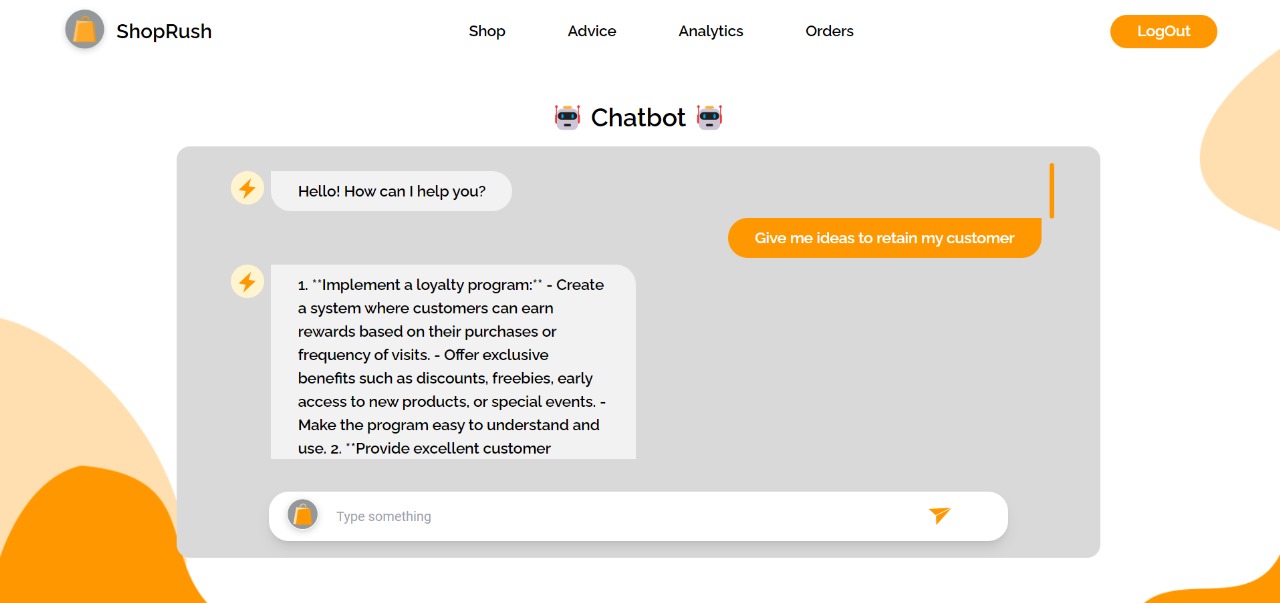 ShopRush
Shop
Advice
Analytics
Orders
LogOut
Chatbot
Hello! How can I help you?
Give me ideas to retain my customer
1. **Implement a loyalty program:** - Create
a system where customers can earn
rewards based on their purchases or
frequency of visits. - Offer exclusive
benefits such as discounts, freebies, early
access to new products, or special events. -
Make the program easy to understand and
use. 2. **Provide excellent customer
Type something